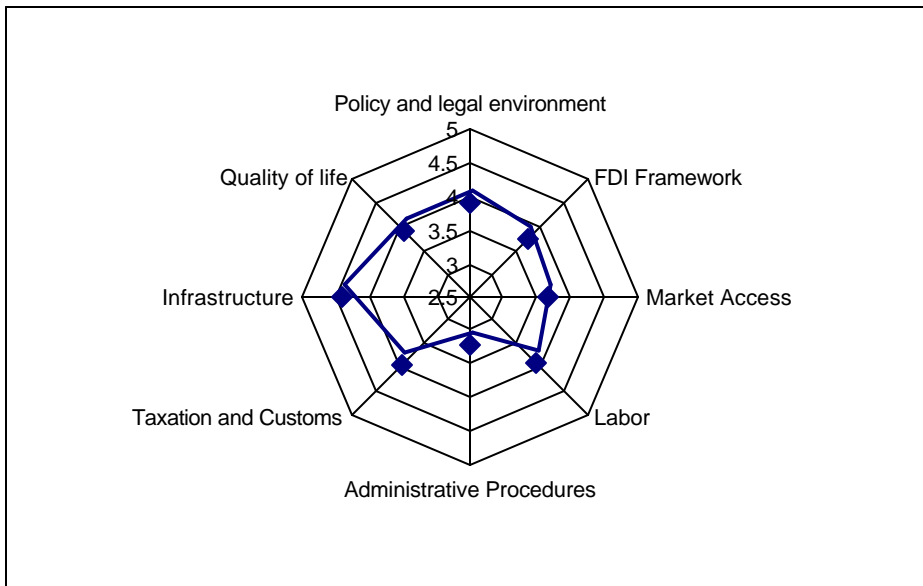 Policy and legal environment
5
4.5
Quality of life
FDI Framework
4
3.5
3
Infrastructure
2.5
Market Access
Taxation and Customs
Labor
Administrative Procedures